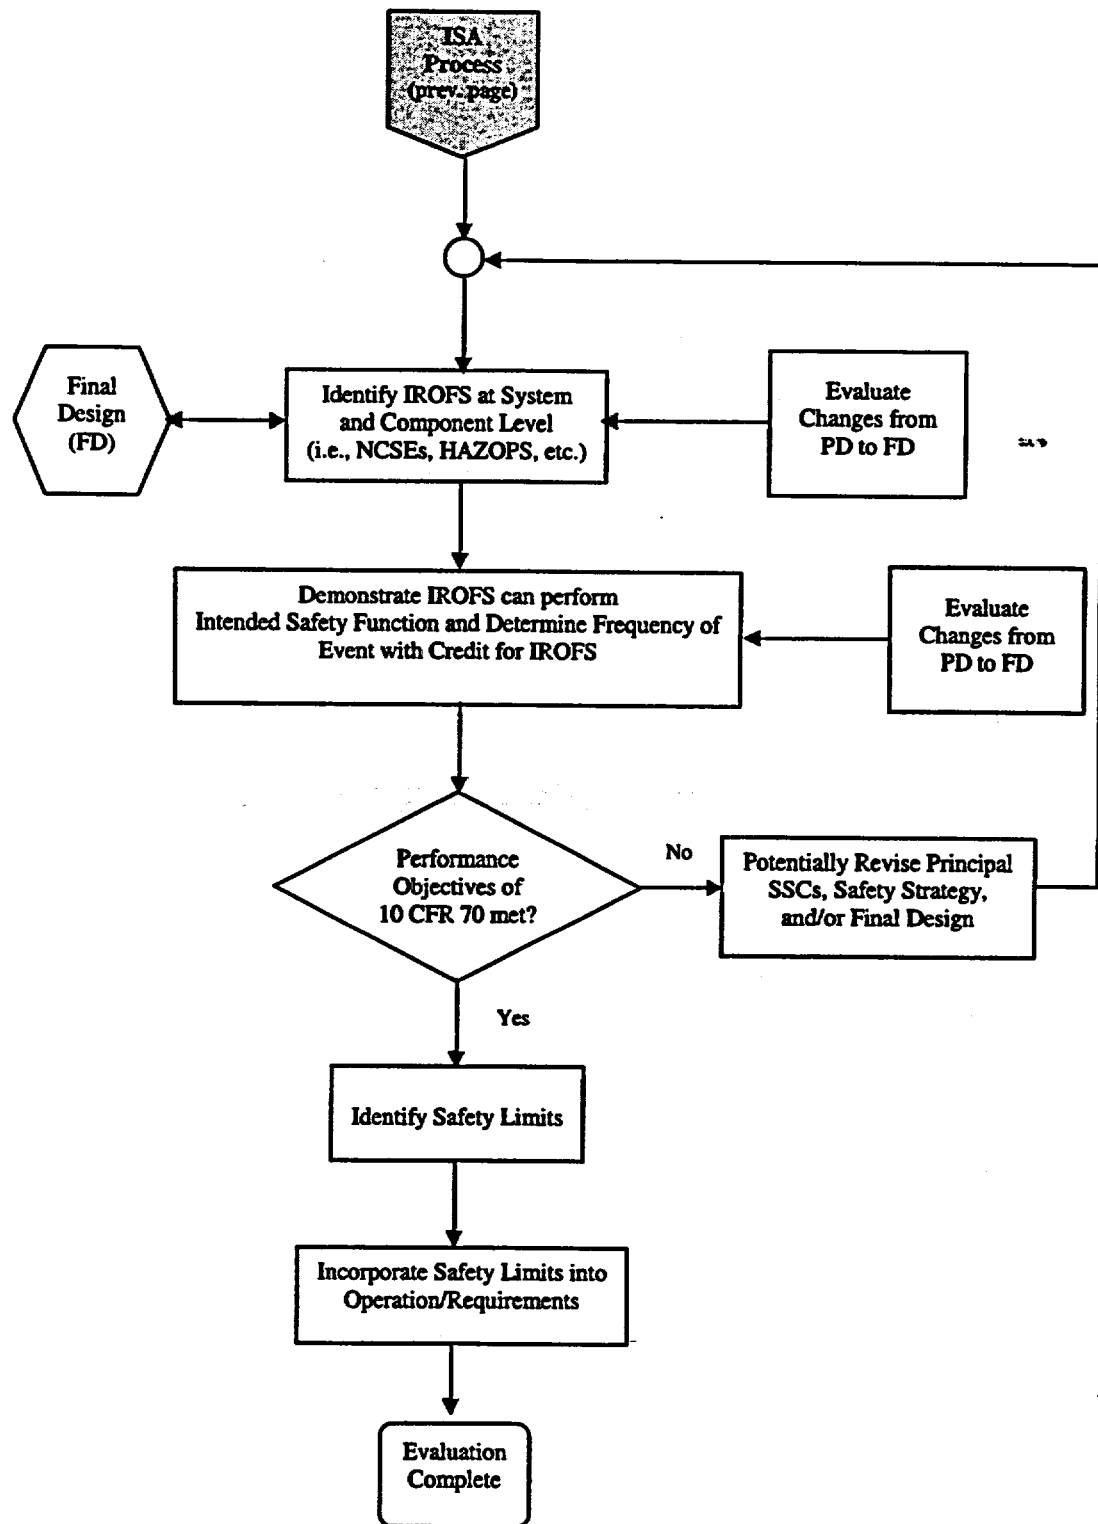 ISA
Process
(prev. page)
Final
Design
(FD)
Identify IROFS at System
and Component Level
(i.e., NCSEs, HAZOPS, etc.)
Evaluate
Changes from
PD to FD
Demonstrate IROFS can perform
Intended Safety Function and Determine Frequency of
Event with Credit for IROFS
Evaluate
Changes from
PD to FD
Performance
Objectives of
10 CFR 70 met?
No
Potentially Revise Principal
SSCs, Safety Strategy,
and/or Final Design
Yes
Identify Safety Limits
Incorporate Safety Limits into
Operation/Requirements
Evaluation
Complete